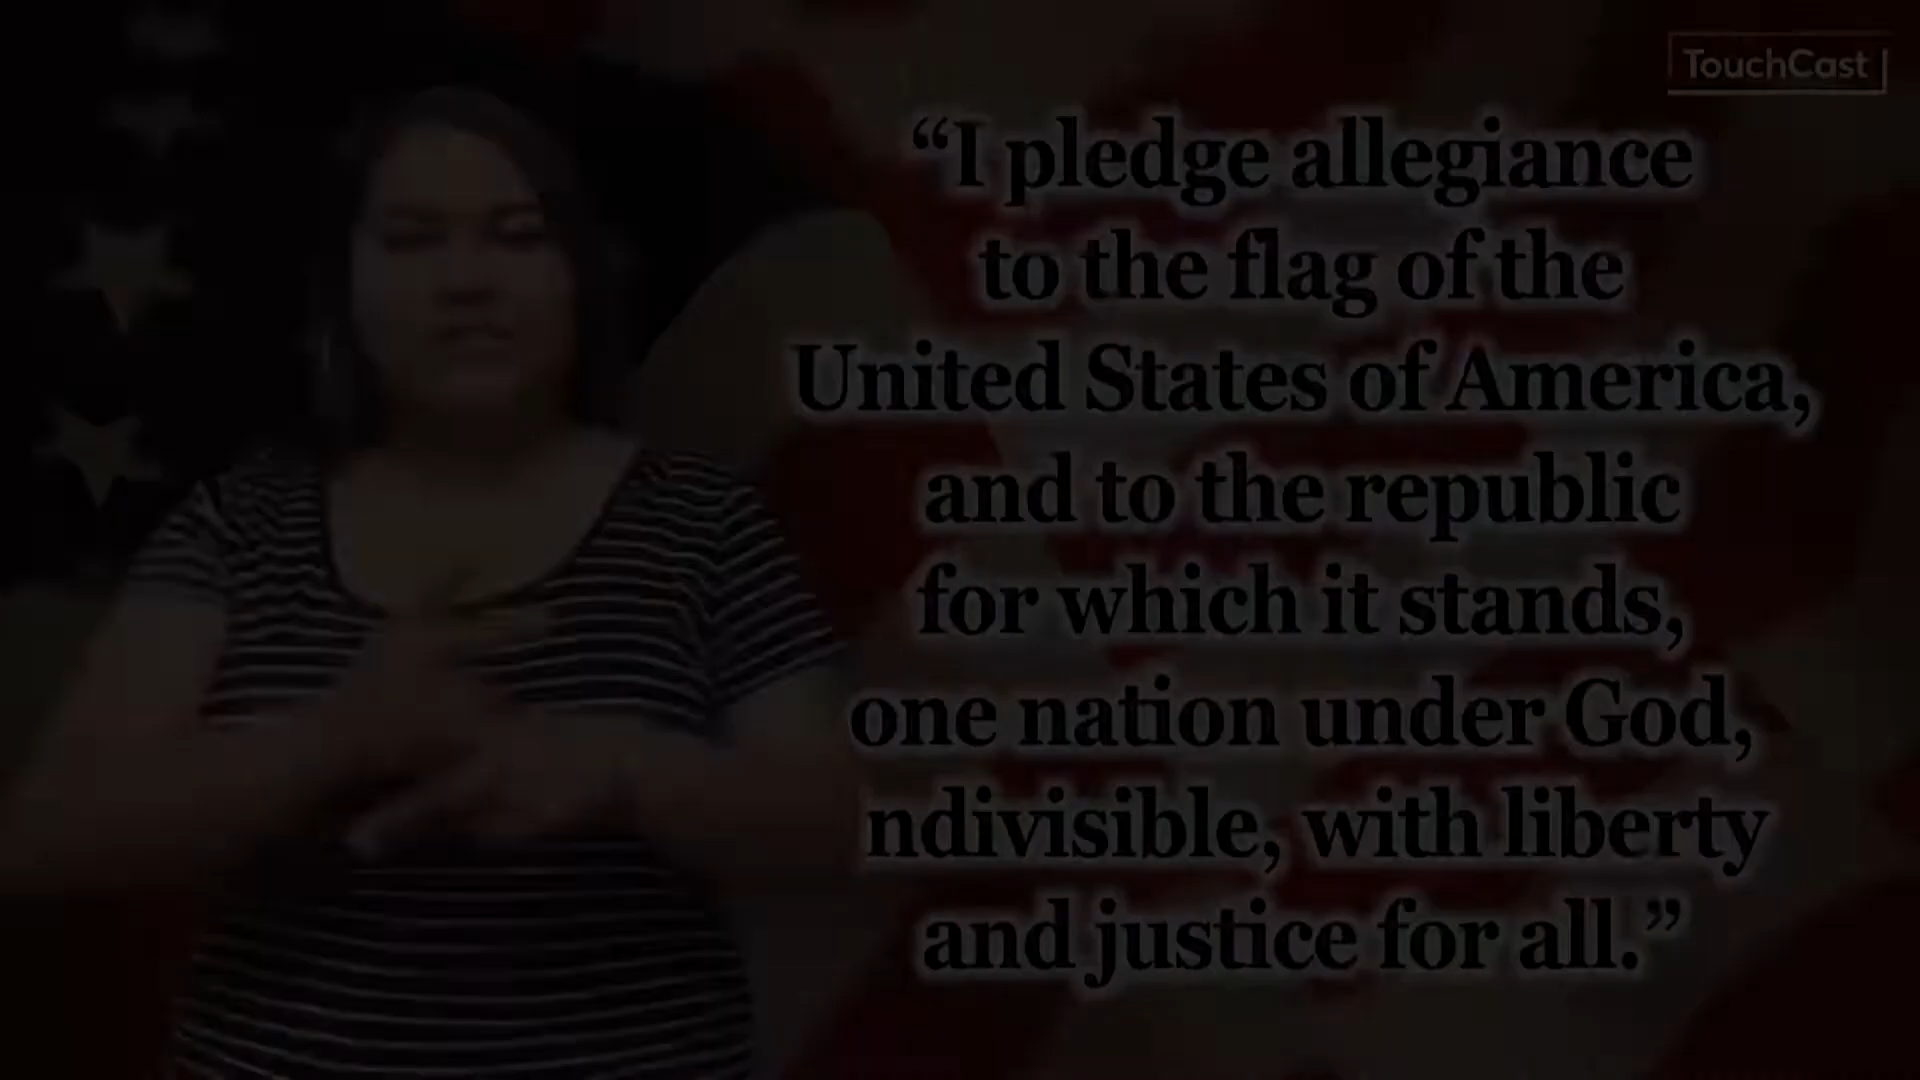 TouchCast
“I pledge allegiance
to the flag of the
United States of America,
and to the republic
for which it stands,
one nation under God,
ndivisible, with liberty
and justice for all.”